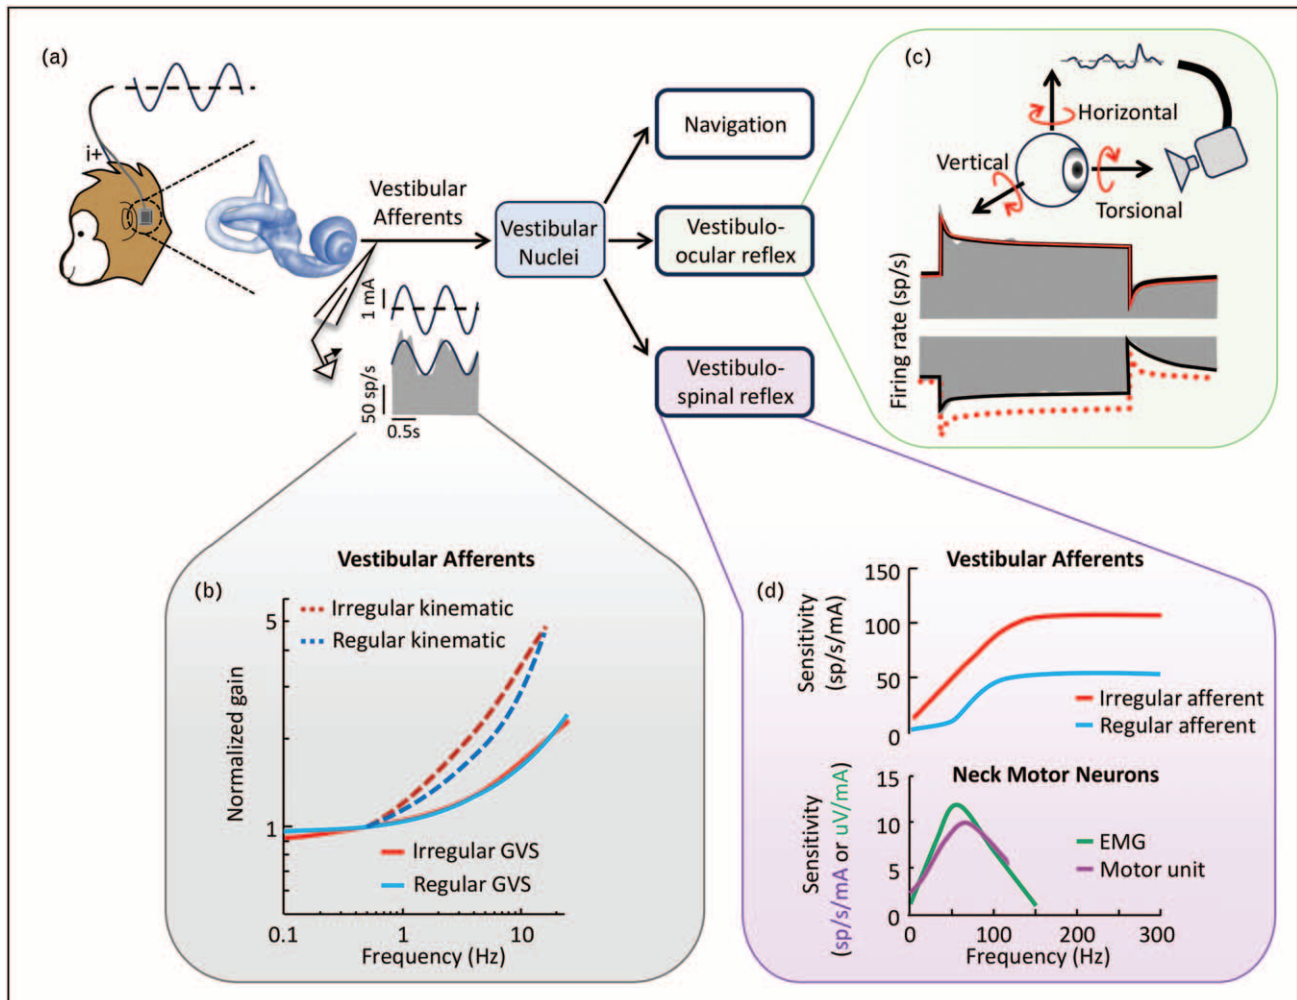 (a)
i+
Vestibular
Afferents
1 mA
50 sp/s
0.5s
Vestibular
Nuclei
Navigation
Vestibulo-
ocular reflex
Vestibulo-
spinal reflex
(c)
Horizontal
Vertical
Torsional
Firing rate (sp/s)
Vestibular Afferents
(b)
Irregular kinematic
Regular kinematic
Normalized gain
5
1
Irregular GVS
Regular GVS
0.1
1
10
Frequency (Hz)
Vestibular Afferents
(d)
Sensitivity
(sp/s/mA)
150
100
50
0
Irregular afferent
Regular afferent
Neck Motor Neurons
Sensitivity
(sp/s/mA or uV/mA)
15
10
5
0
EMG
Motor unit
0
100
200
300
Frequency (Hz)